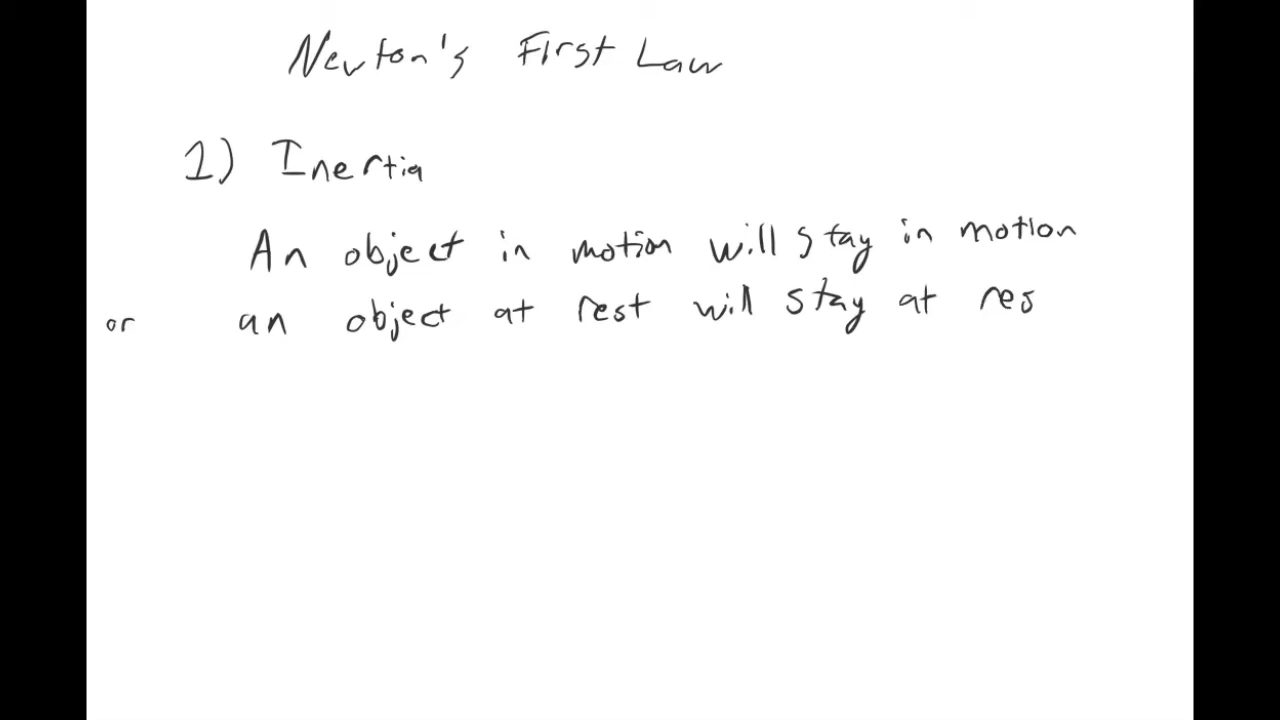 Newton's First Law
1) Inertia
An object in motion will stay in motion
or an object at rest will stay at res